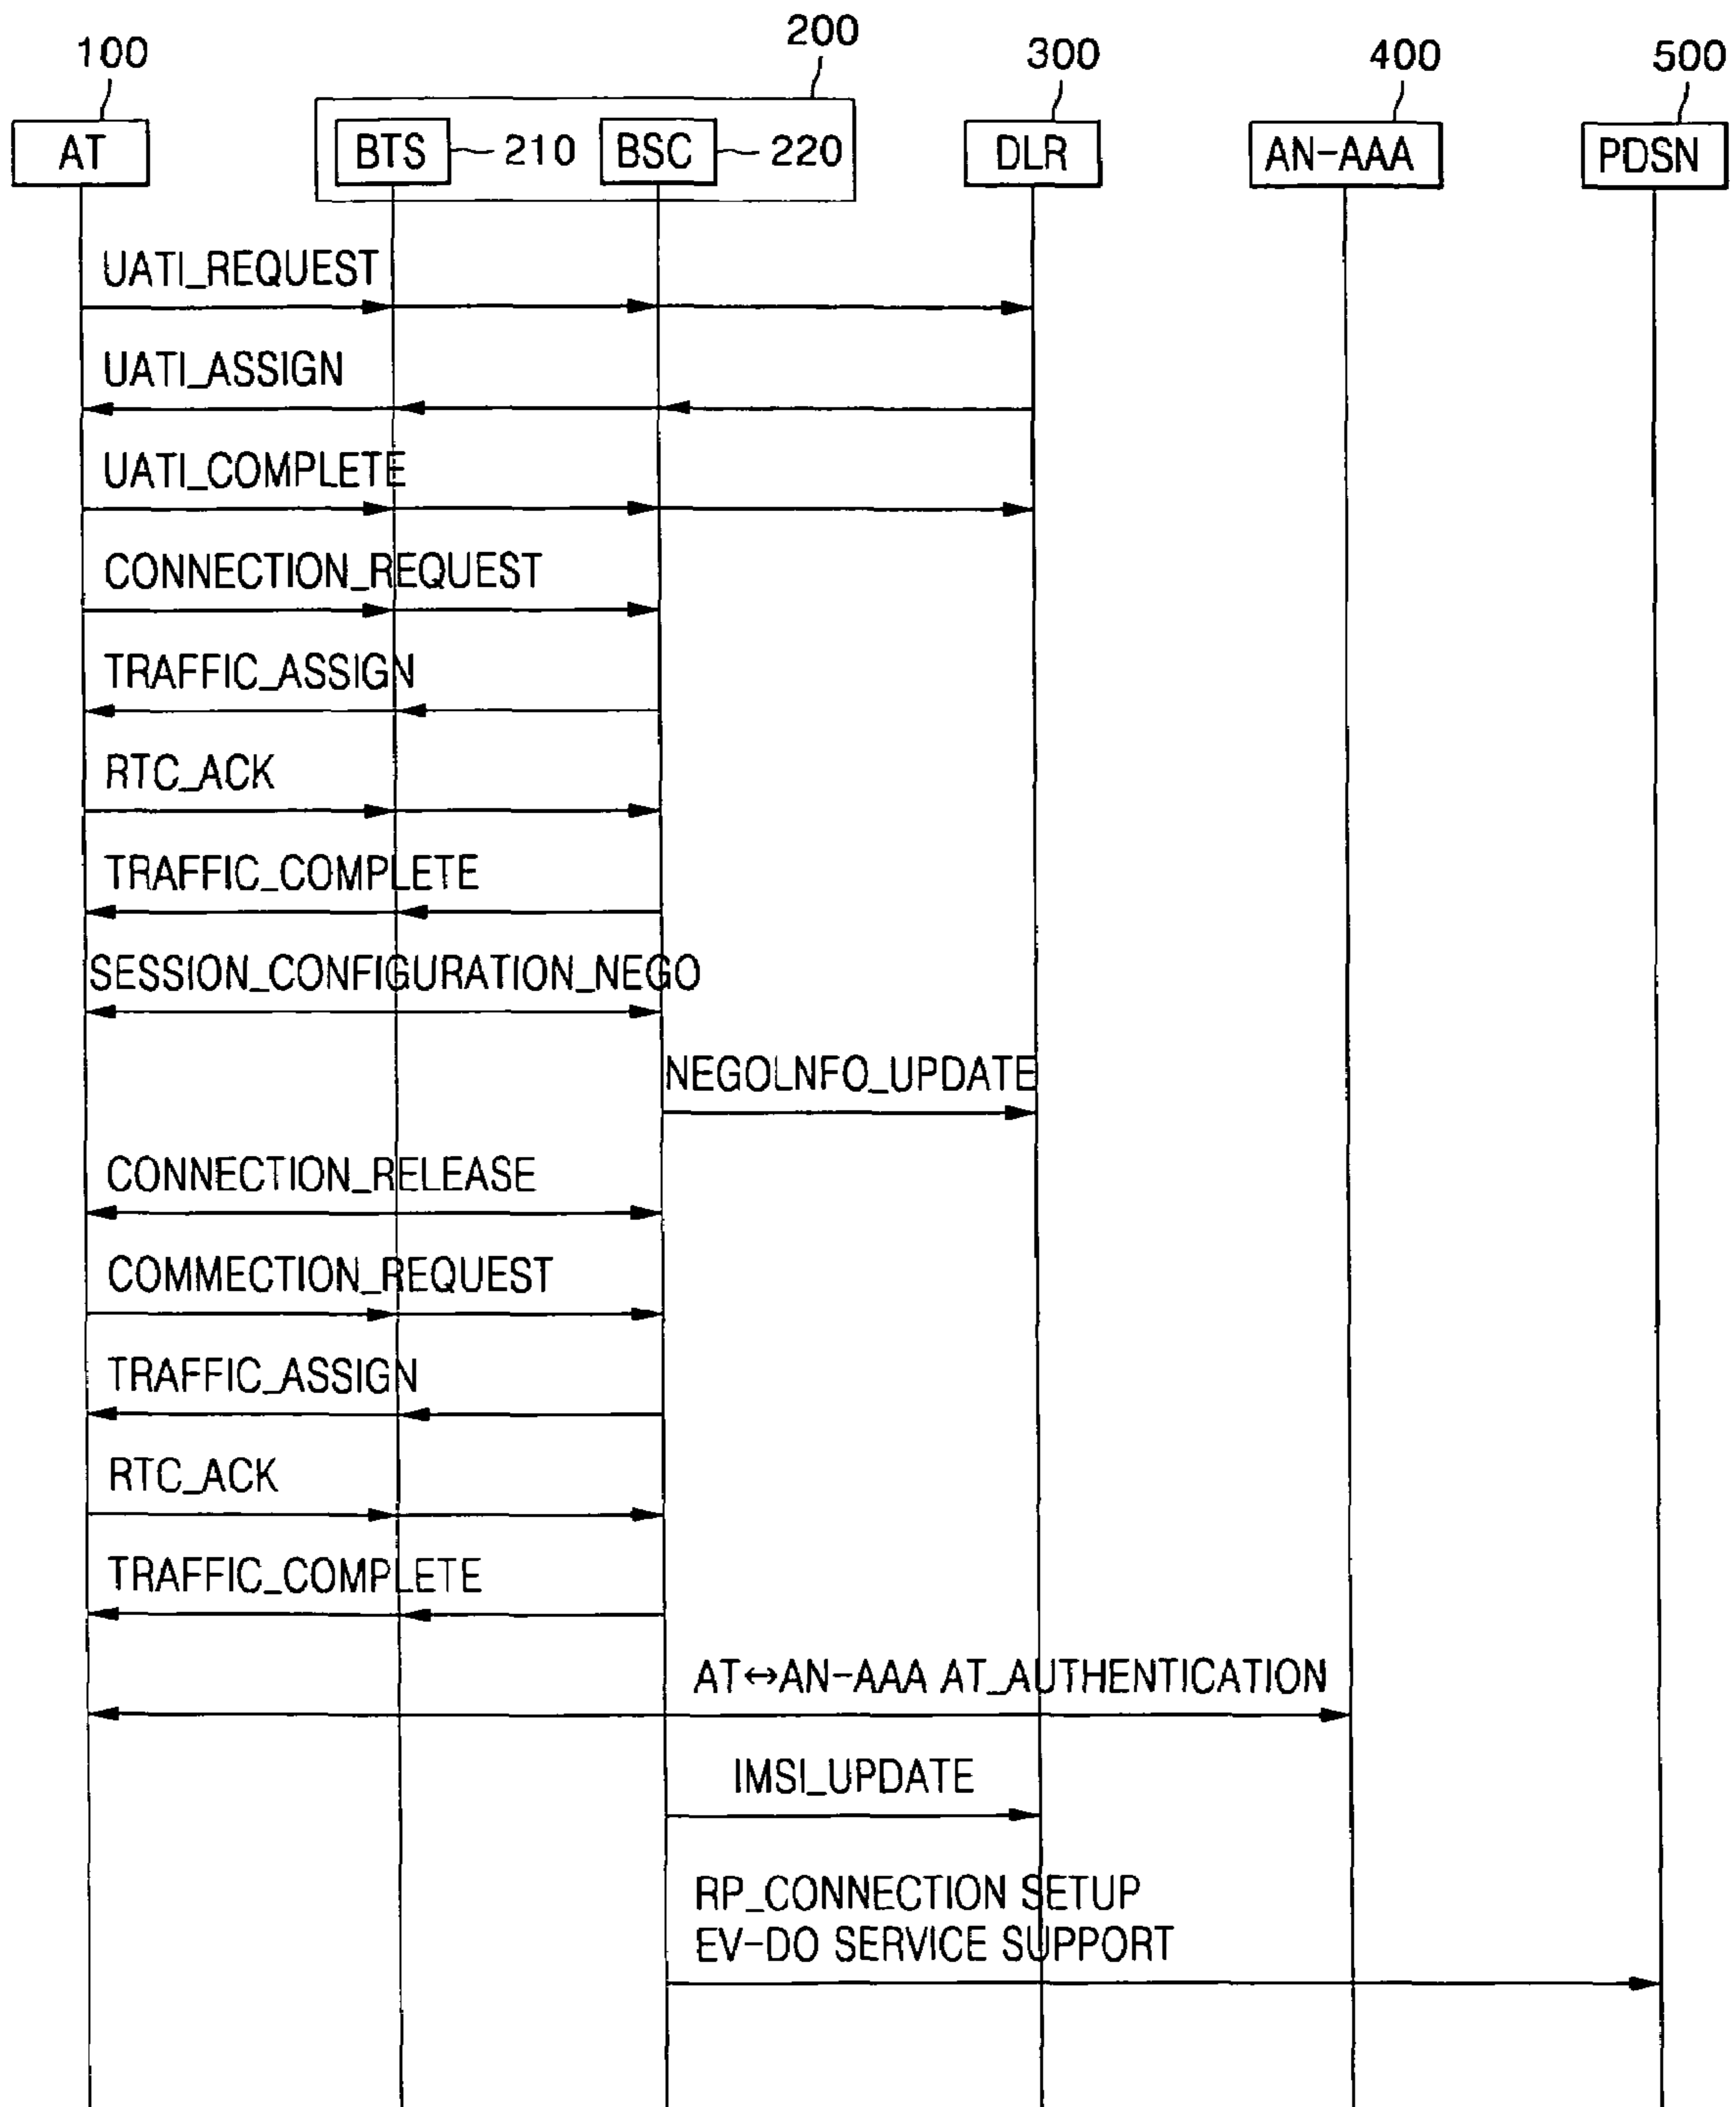 100 200 300 400 500
AT BTS 210 BSC 220 DLR AN-AAA PDSN
UATI_REQUEST
UATI_ASSIGN
UATI_COMPLETE
CONNECTION_REQUEST
TRAFFIC_ASSIGN
RTC_ACK
TRAFFIC_COMPLETE
SESSION_CONFIGURATION_NEGO
NEGOLNFO_UPDATE
CONNECTION_RELEASE
COMMECTION_REQUEST
TRAFFIC_ASSIGN
RTC_ACK
TRAFFIC_COMPLETE
AT↔AN-AAA AT_AUTHENTICATION
IMSI_UPDATE
RP_CONNECTION SETUP
EV-DO SERVICE SUPPORT